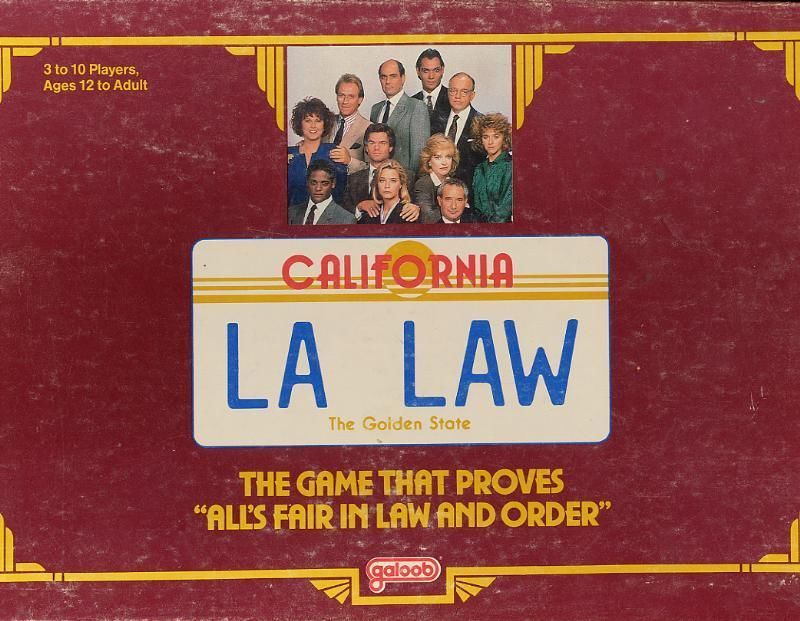 3 to 10 Players,
Ages 12 to Adult
CALIFORNIA
LA LAW
The Golden State
THE GAME THAT PROVES
“ALL'S FAIR IN LAW AND ORDER”
galoob®